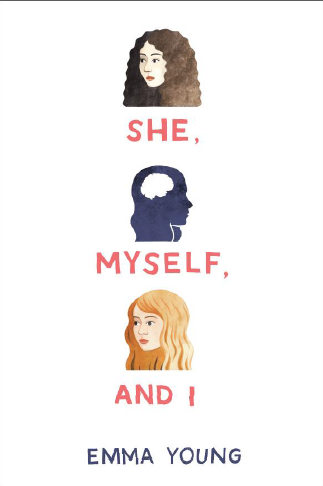 SHE,
MYSELF,
AND I
EMMA YOUNG